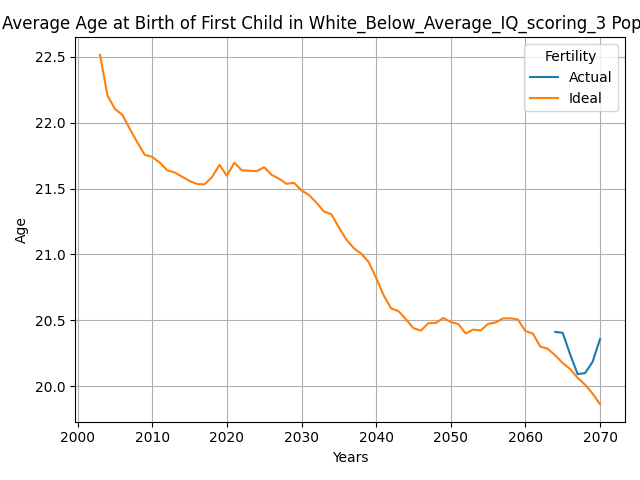 Average Age at Birth of First Child in White_Below_Average_IQ_scoring_3 Pop
22.5
22.0
21.5
21.0
20.5
20.0
Age
Fertility
Actual
Ideal
2000 2010 2020 2030 2040 2050 2060 2070
Years